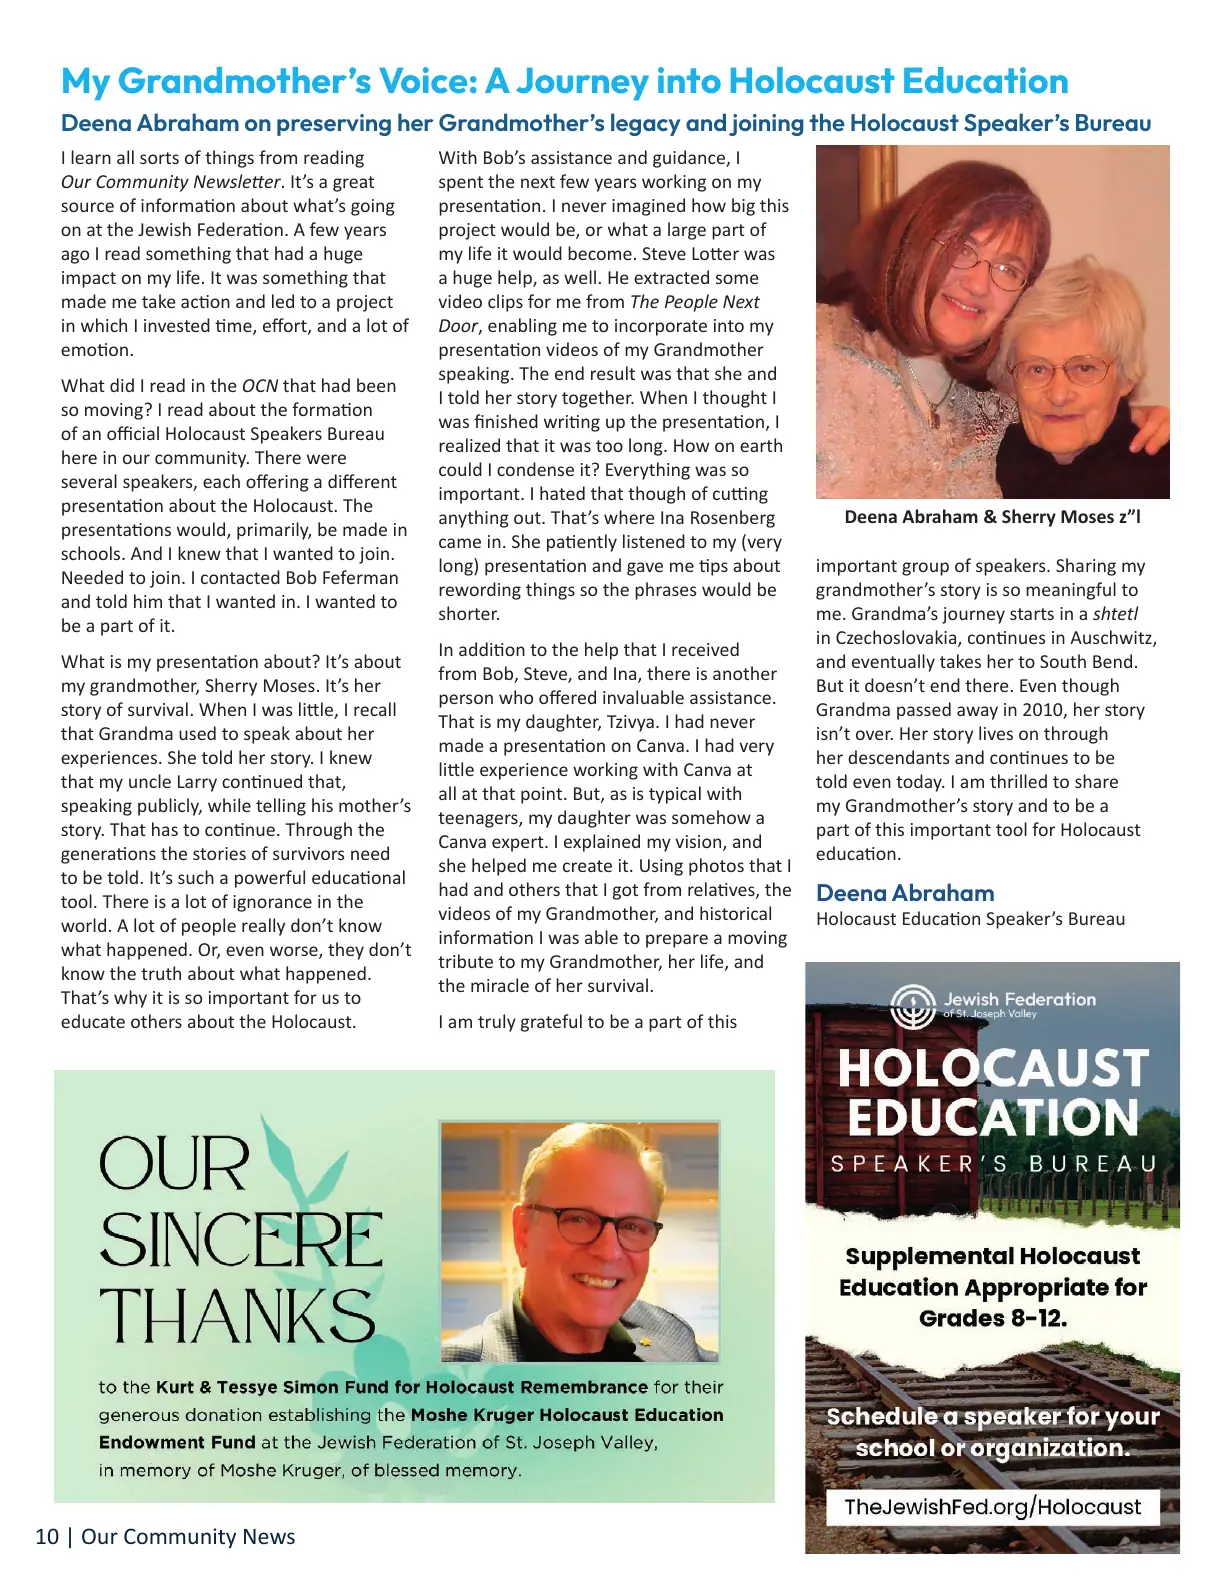 My Grandmother’s Voice: A Journey into Holocaust Education
Deena Abraham on preserving her Grandmother’s legacy and joining the Holocaust Speaker’s Bureau
I learn all sorts of things from reading
Our Community Newsletter. It’s a great
source of information about what’s going
on at the Jewish Federation. A few years
ago I read something that had a huge
impact on my life. It was something that
made me take action and led to a project
in which I invested time, effort, and a lot of
emotion.
What did I read in the OCN that had been
so moving? I read about the formation
of an official Holocaust Speakers Bureau
here in our community. There were
several speakers, each offering a different
presentation about the Holocaust. The
presentations would, primarily, be made in
schools. And I knew that I wanted to join.
Needed to join. I contacted Bob Feferman
and told him that I wanted in. I wanted to
be a part of it.
What is my presentation about? It’s about
my grandmother, Sherry Moses. It’s her
story of survival. When I was little, I recall
that Grandma used to speak about her
experiences. She told her story. I knew
that my uncle Larry continued that,
speaking publicly, while telling his mother’s
story. That has to continue. Through the
generations the stories of survivors need
to be told. It’s such a powerful educational
tool. There is a lot of ignorance in the
world. A lot of people really don’t know
what happened. Or, even worse, they don’t
know the truth about what happened.
That’s why it is so important for us to
educate others about the Holocaust.
With Bob’s assistance and guidance, I
spent the next few years working on my
presentation. I never imagined how big this
project would be, or what a large part of
my life it would become. Steve Lotter was
a huge help, as well. He extracted some
video clips for me from The People Next
Door, enabling me to incorporate into my
presentation videos of my Grandmother
speaking. The end result was that she and
I told her story together. When I thought I
was finished writing up the presentation, I
realized that it was too long. How on earth
could I condense it? Everything was so
important. I hated that though of cutting
anything out. That’s where Ina Rosenberg
came in. She patiently listened to my (very
long) presentation and gave me tips about
rewording things so the phrases would be
shorter.
In addition to the help that I received
from Bob, Steve, and Ina, there is another
person who offered invaluable assistance.
That is my daughter, Tzivya. I had never
made a presentation on Canva. I had very
little experience working with Canva at
all at that point. But, as is typical with
teenagers, my daughter was somehow a
Canva expert. I explained my vision, and
she helped me create it. Using photos that I
had and others that I got from relatives, the
videos of my Grandmother, and historical
information I was able to prepare a moving
tribute to my Grandmother, her life, and
the miracle of her survival.
I am truly grateful to be a part of this
Deena Abraham & Sherry Moses z”l
important group of speakers. Sharing my
grandmother’s story is so meaningful to
me. Grandma’s journey starts in a shtetl
in Czechoslovakia, continues in Auschwitz,
and eventually takes her to South Bend.
But it doesn’t end there. Even though
Grandma passed away in 2010, her story
isn’t over. Her story lives on through
her descendants and continues to be
told even today. I am thrilled to share
my Grandmother’s story and to be a
part of this important tool for Holocaust
education.
Deena Abraham
Holocaust Education Speaker’s Bureau
OUR
SINCERE
THANKS
to the Kurt & Tessye Simon Fund for Holocaust Remembrance for their
generous donation establishing the Moshe Kruger Holocaust Education
Endowment Fund at the Jewish Federation of St. Joseph Valley,
in memory of Moshe Kruger, of blessed memory.
Jewish Federation
of St. Joseph Valley
HOLOCAUST
EDUCATION
SPEAKER’S BUREAU
Supplemental Holocaust
Education Appropriate for
Grades 8-12.
Schedule a speaker for your
school or organization.
TheJewishFed.org/Holocaust
10 | Our Community News